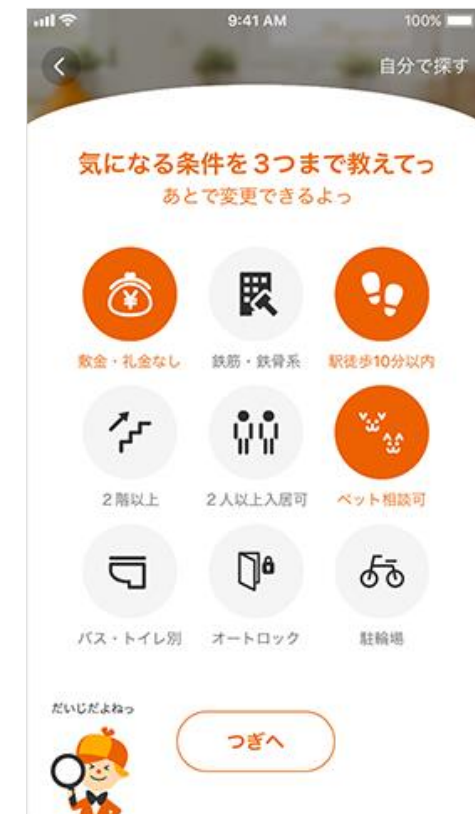 9:41 AM
100%
自分で探す
気になる条件を3つまで教えてっ
あとで変更できるよっ
敷金・礼金なし
鉄筋・鉄骨系
駅徒歩10分以内
2階以上
2人以上入居可
ペット相談可
バス・トイレ別
オートロック
駐輪場
だいじだよねっ
つぎへ